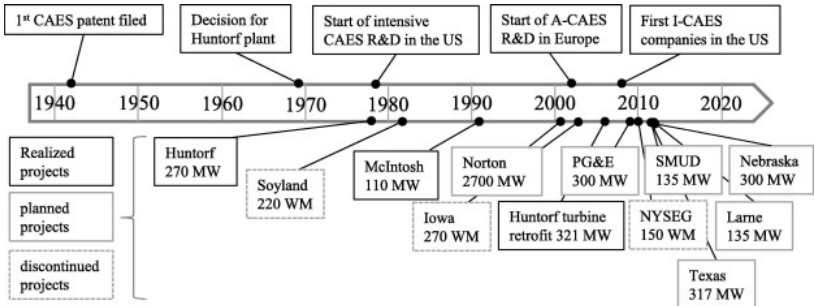 1st CAES patent filed
Decision for
Huntorf plant
Start of intensive
CAES R&D in the US
Start of A-CAES
R&D in Europe
First I-CAES
companies in the US
1940 1950 1960 1970 1980 1990 2000 2010 2020
Realized
projects
planned
projects
discontinued
projects
Huntorf
270 MW
Soyland
220 WM
McIntosh
110 MW
Iowa
270 WM
Norton
2700 MW
Huntorf turbine
retrofit 321 MW
PG&E
300 MW
NYSEG
150 WM
SMUD
135 MW
Texas
317 MW
Larne
135 MW
Nebraska
300 MW